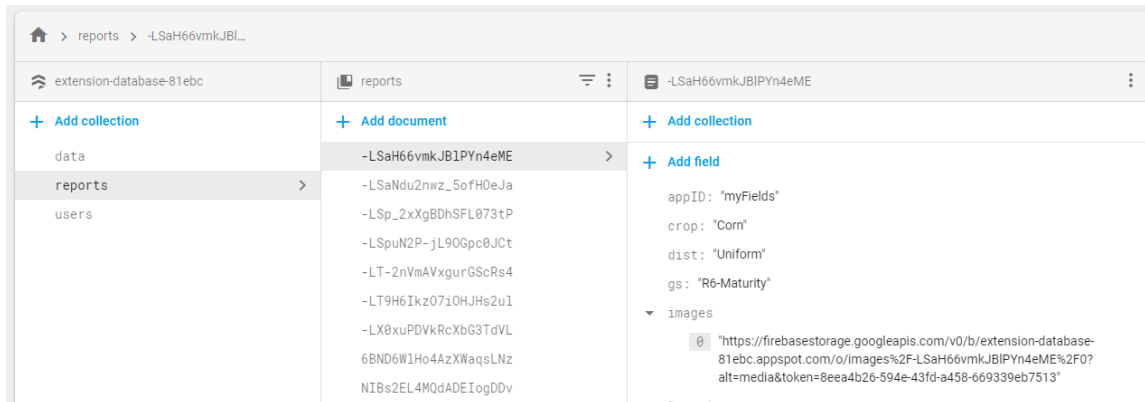 reports > -LSaH66vmkJBl...
extension-database-81ebc
+ Add collection
data
reports
users
reports
+ Add document
-LSaH66vmkJBlPYn4eME
-LSaNdu2nwz_5ofHOeJa
-LSp_2xXgBDhSFL073tP
-LSpuN2P-jL9OGpc0JCt
-LT-2nVmAVxgurGScRs4
-LT9H6IkzO7iOHJHs2ul
-LX0xuPDVkRcXbG3TdVL
6BND6WlHo4AzXWaqsLNz
NIBs2EL4MQdADEIogDDv
-LSaH66vmkJBlPYn4eME
+ Add collection
+ Add field
appID: "myFields"
crop: "Corn"
dist: "Uniform"
gs: "R6-Maturity"
images
0 "https://firebasestorage.googleapis.com/v0/b/extension-database-
81ebc.appspot.com/o/images%2F-LSaH66vmkJBlPYn4eME%2F0?
alt=media&token=8eea4b26-594e-43fd-a458-669339eb7513"